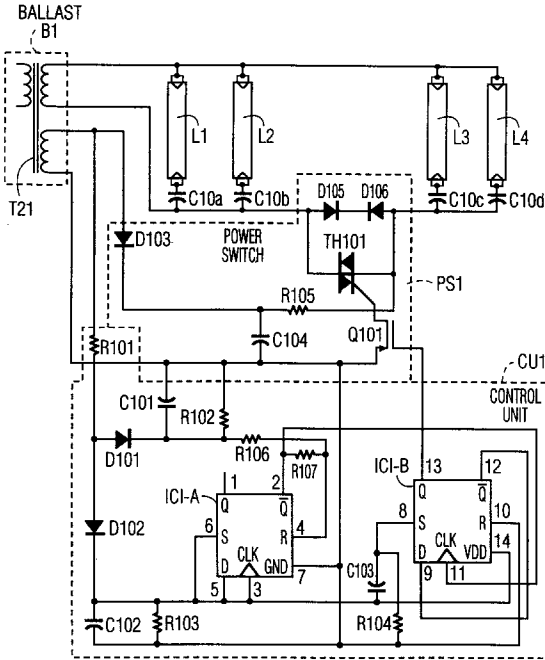 BALLAST
B1
L1
L2
L3
L4
T21
C10a
C10b
D105
D106
C10c
C10d
D103
POWER
SWITCH
TH101
PS1
R105
C104
Q101
R101
CU1
CONTROL
UNIT
C101
R102
D101
R106
R107
ICI-A
1
2
Q
Q̅
6
S
R
4
D
CLK
GND
7
5
3
D102
C102
R103
ICI-B
13
12
Q
Q̅
8
S
R
10
CLK
14
D
VDD
9
11
C103
R104